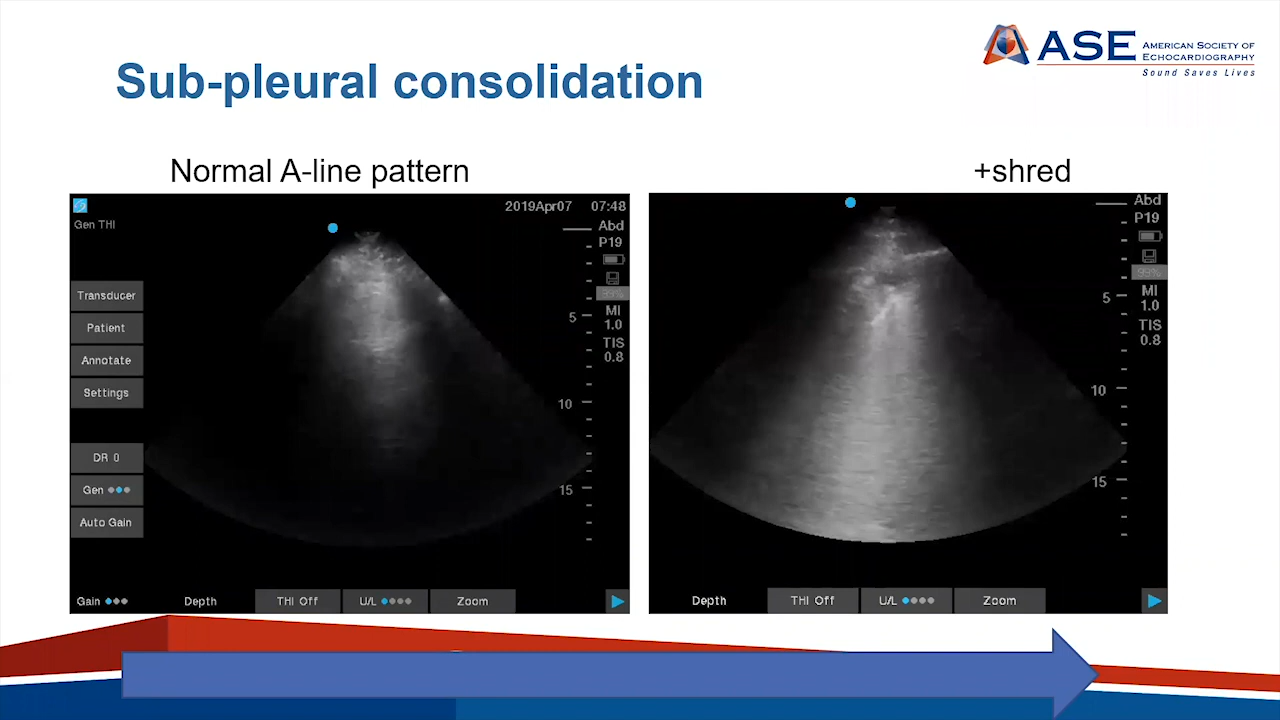 ASE
AMERICAN SOCIETY OF
ECHOCARDIOGRAPHY
Sound Saves Lives
Sub-pleural consolidation
Normal A-line pattern
+shred
2019Apr07 07:48
Gen THI
Abd
P19
99%
MI
1.0
TIS
0.8
5
10
15
Transducer
Patient
Annotate
Settings
DR 0
Gen
Auto Gain
Gain
Depth
THI Off
U/L
Zoom
Abd
P19
99%
MI
1.0
TIS
0.8
5
10
15
Depth
THI Off
U/L
Zoom